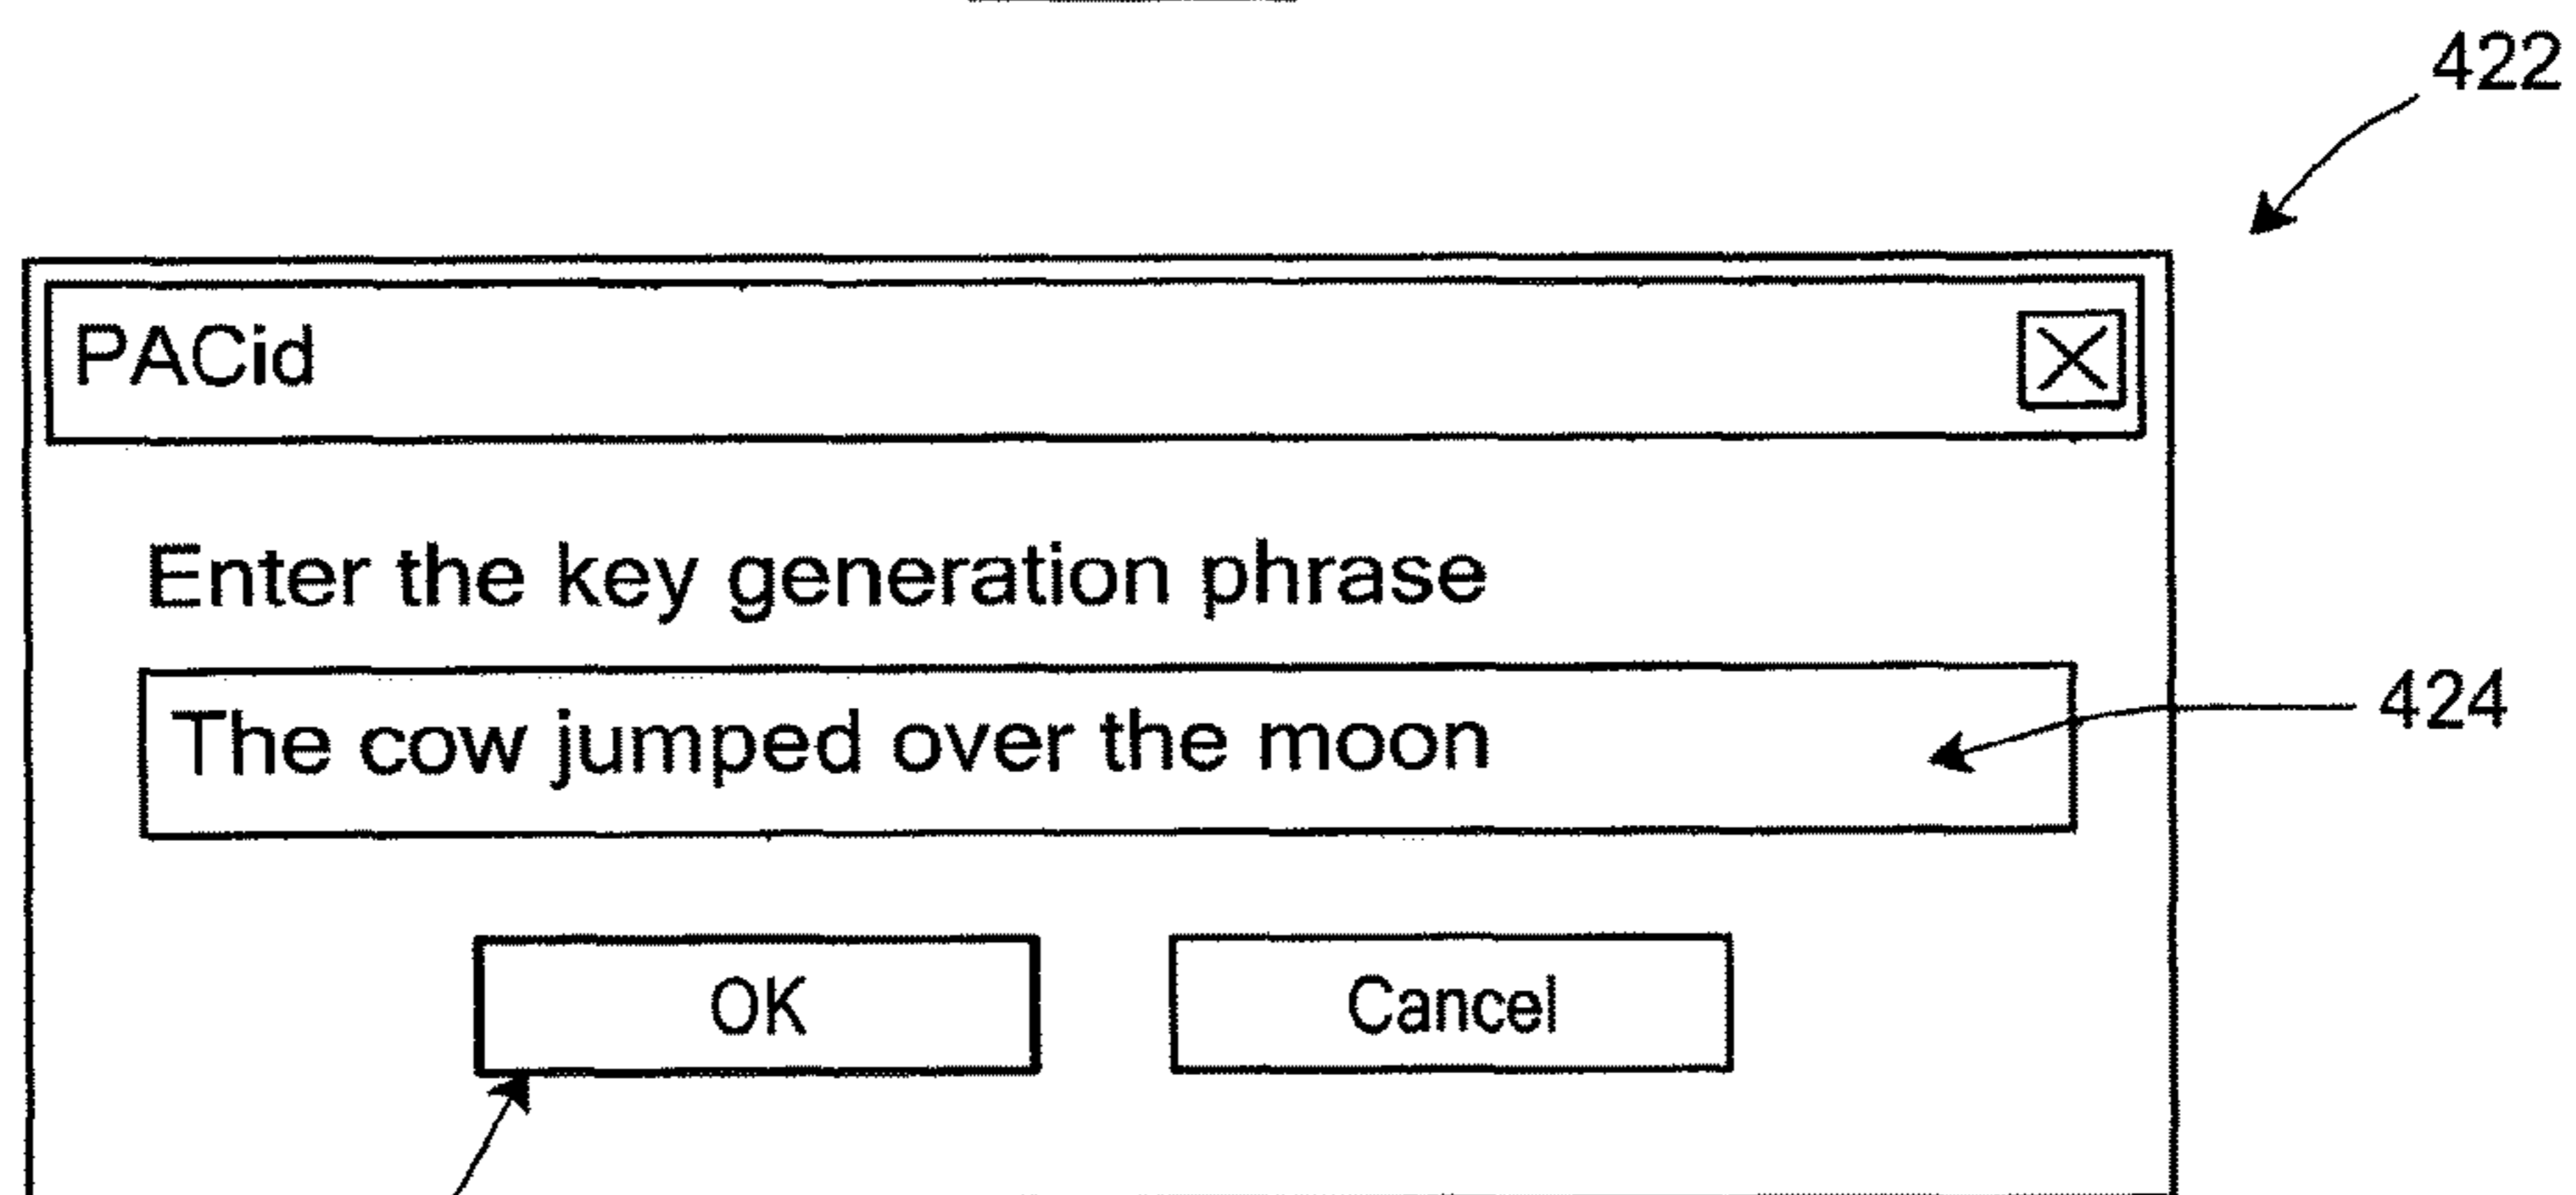 422
PACid
Enter the key generation phrase
The cow jumped over the moon
424
OK
Cancel